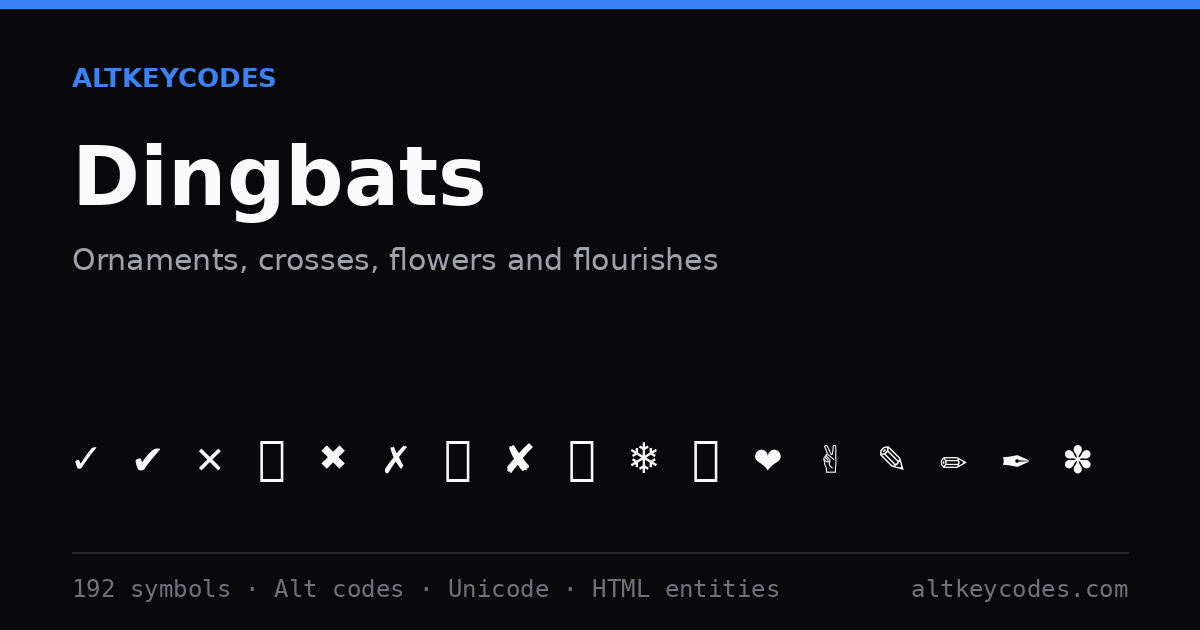 ALTKEYCODES
Dingbats
Ornaments, crosses, flowers and flourishes
✓ ✔ ✕ ▯ ✖ ✗ ▯ ✘ ▯ ❄ ▯ ❤ ✌ ✎ ✏ ✒ ✽
192 symbols · Alt codes · Unicode · HTML entities altkeycodes.com